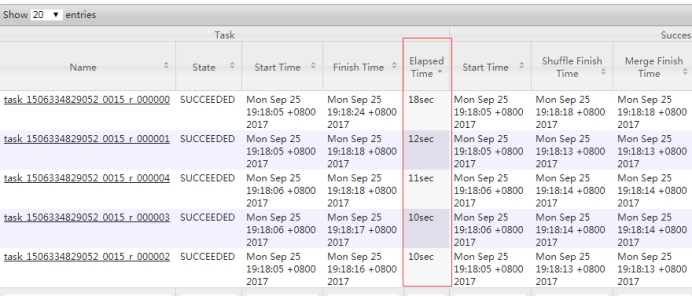 Show 20 entries
Task Succes
Name State Start Time Finish Time Elapsed Time Start Time Shuffle Finish Time Merge Finish Time
task_1506334829052_0015_r_000000 SUCCEEDED Mon Sep 25 Mon Sep 25 18sec Mon Sep 25 Mon Sep 25 Mon Sep 25
19:18:05 +0800 19:18:24 +0800 19:18:05 +0800 19:18:18 +0800 19:18:18 +0800
2017 2017 2017 2017 2017
task_1506334829052_0015_r_000001 SUCCEEDED Mon Sep 25 Mon Sep 25 12sec Mon Sep 25 Mon Sep 25 Mon Sep 25
19:18:05 +0800 19:18:18 +0800 19:18:05 +0800 19:18:13 +0800 19:18:13 +0800
2017 2017 2017 2017 2017
task_1506334829052_0015_r_000004 SUCCEEDED Mon Sep 25 Mon Sep 25 11sec Mon Sep 25 Mon Sep 25 Mon Sep 25
19:18:06 +0800 19:18:18 +0800 19:18:06 +0800 19:18:14 +0800 19:18:14 +0800
2017 2017 2017 2017 2017
task_1506334829052_0015_r_000003 SUCCEEDED Mon Sep 25 Mon Sep 25 10sec Mon Sep 25 Mon Sep 25 Mon Sep 25
19:18:06 +0800 19:18:17 +0800 19:18:06 +0800 19:18:14 +0800 19:18:14 +0800
2017 2017 2017 2017 2017
task_1506334829052_0015_r_000002 SUCCEEDED Mon Sep 25 Mon Sep 25 10sec Mon Sep 25 Mon Sep 25 Mon Sep 25
19:18:05 +0800 19:18:16 +0800 19:18:05 +0800 19:18:13 +0800 19:18:13 +0800
2017 2017 2017 2017 2017